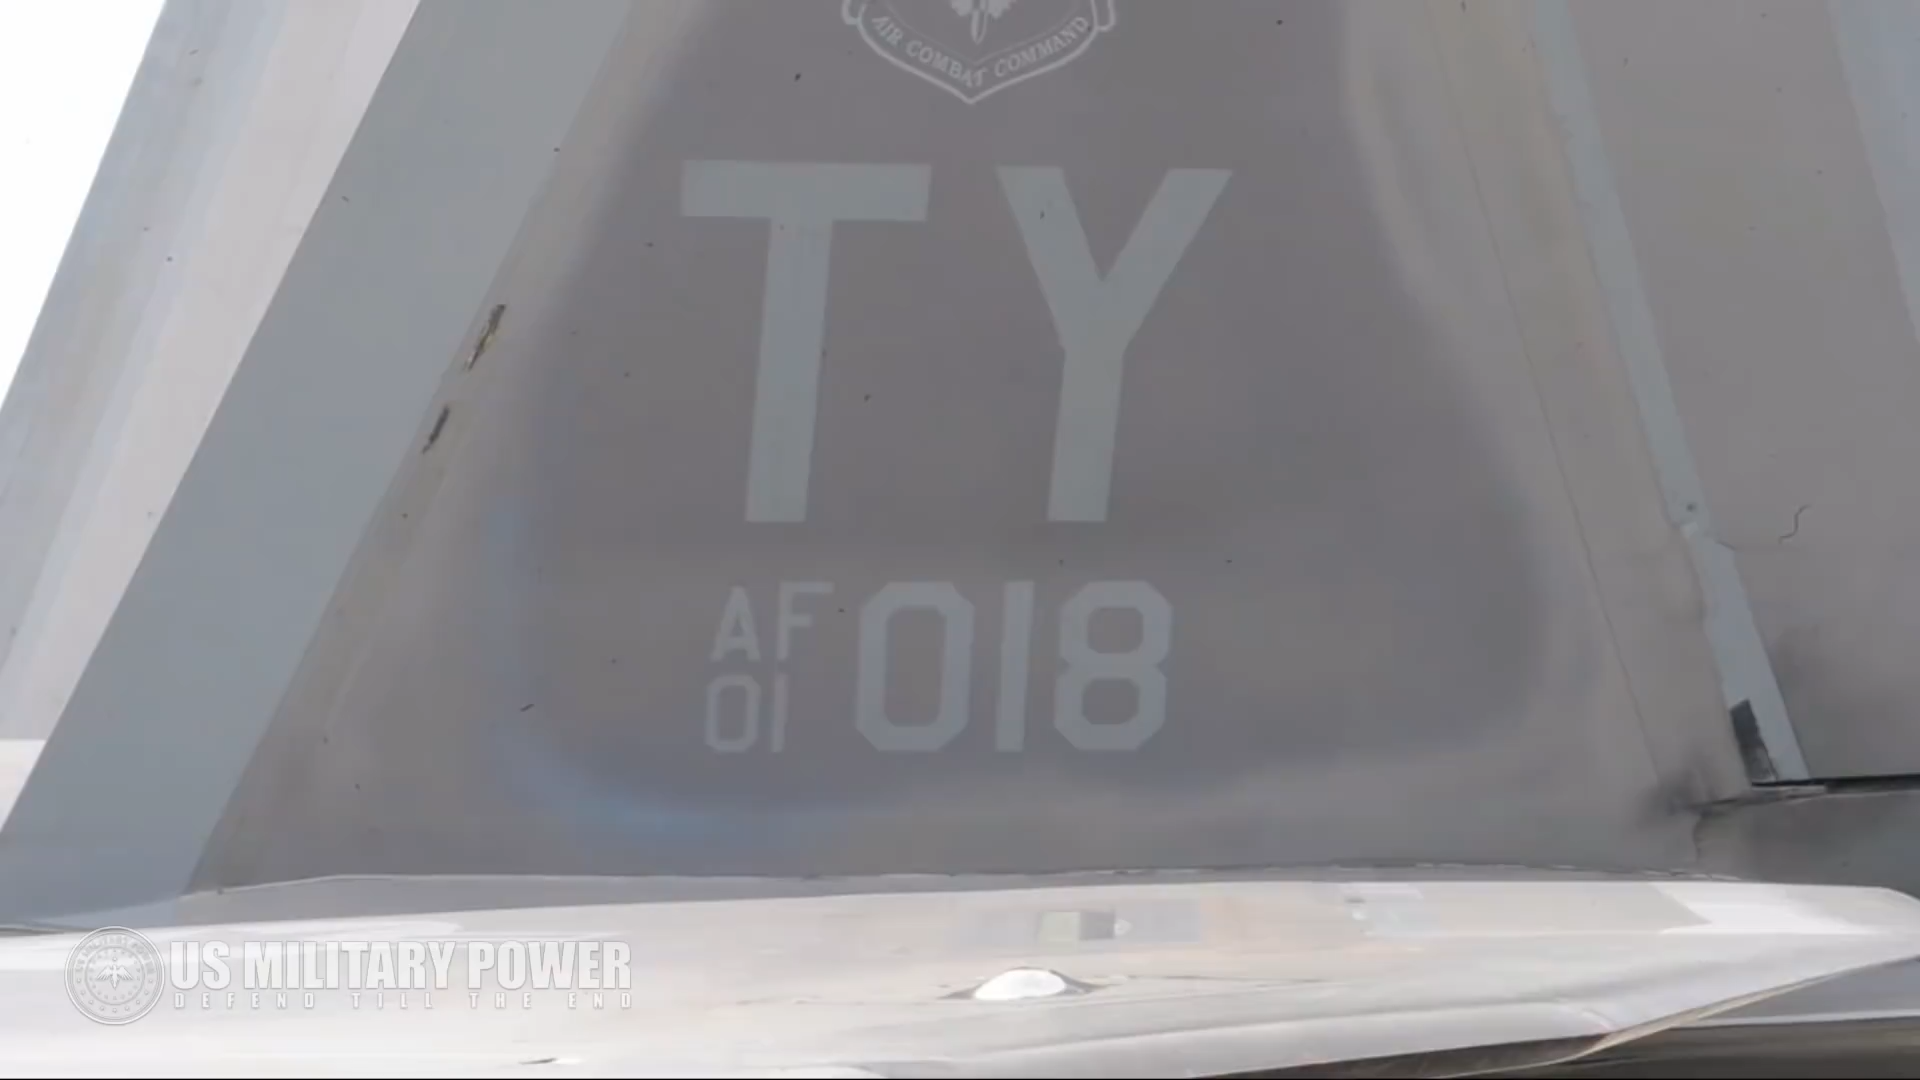 AIR COMBAT COMMAND
TY
AF
01 018
US MILITARY POWER
DEFEND TILL THE END